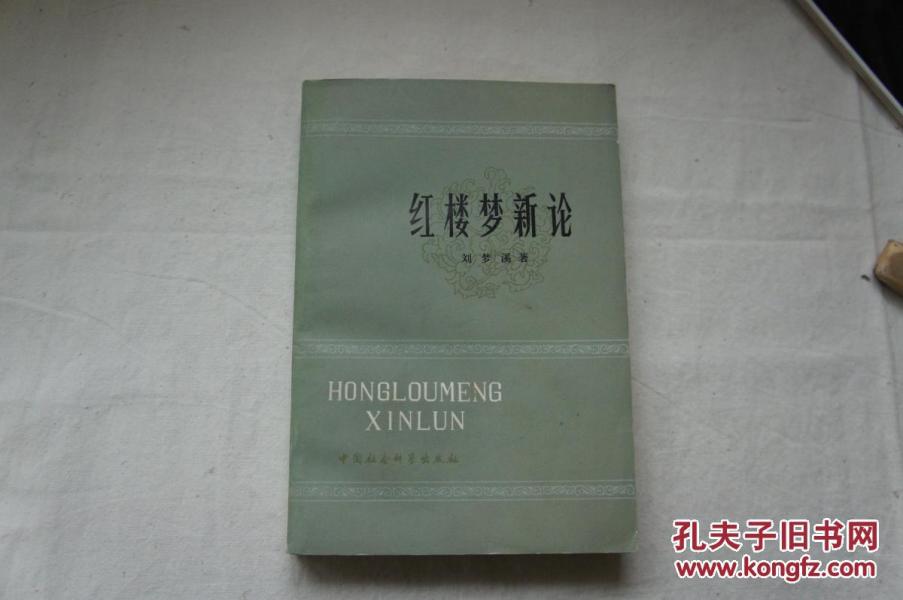 红楼梦新论
刘梦溪著
HONGLOUMENG
XINLUN
中国社会科学出版社
孔夫子旧书网
www.kongfz.com